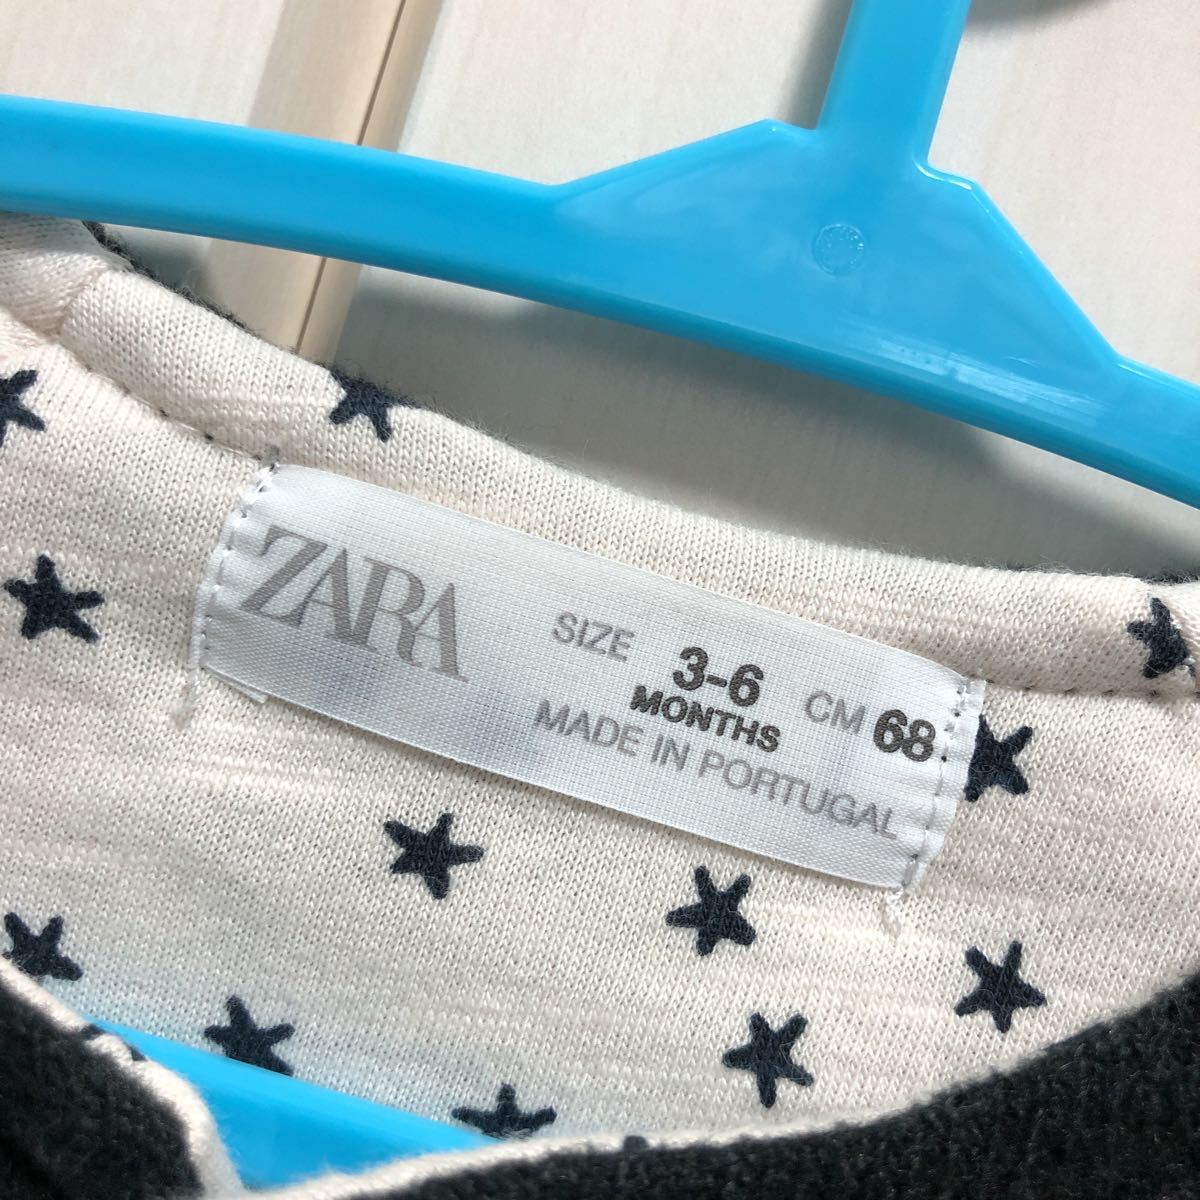 ZARA
SIZE 3-6 MONTHS CM 68
MADE IN PORTUGAL